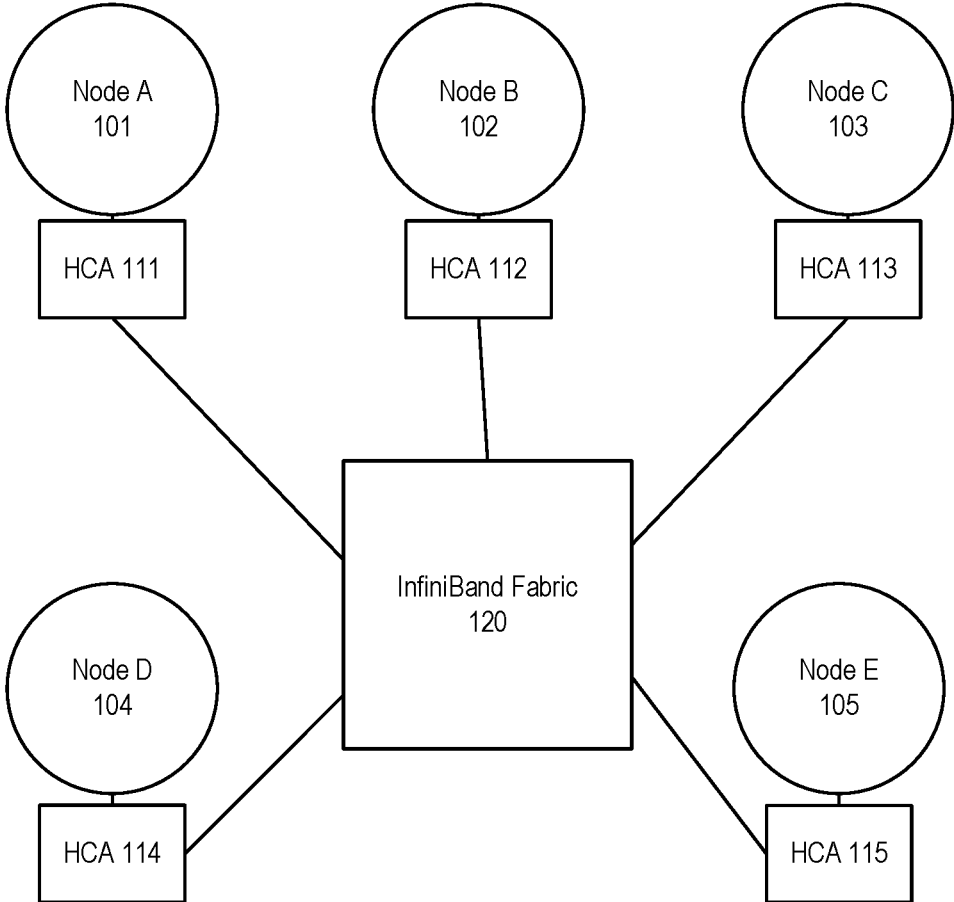 Node A
101
Node B
102
Node C
103
HCA 111
HCA 112
HCA 113
InfiniBand Fabric
120
Node D
104
Node E
105
HCA 114
HCA 115